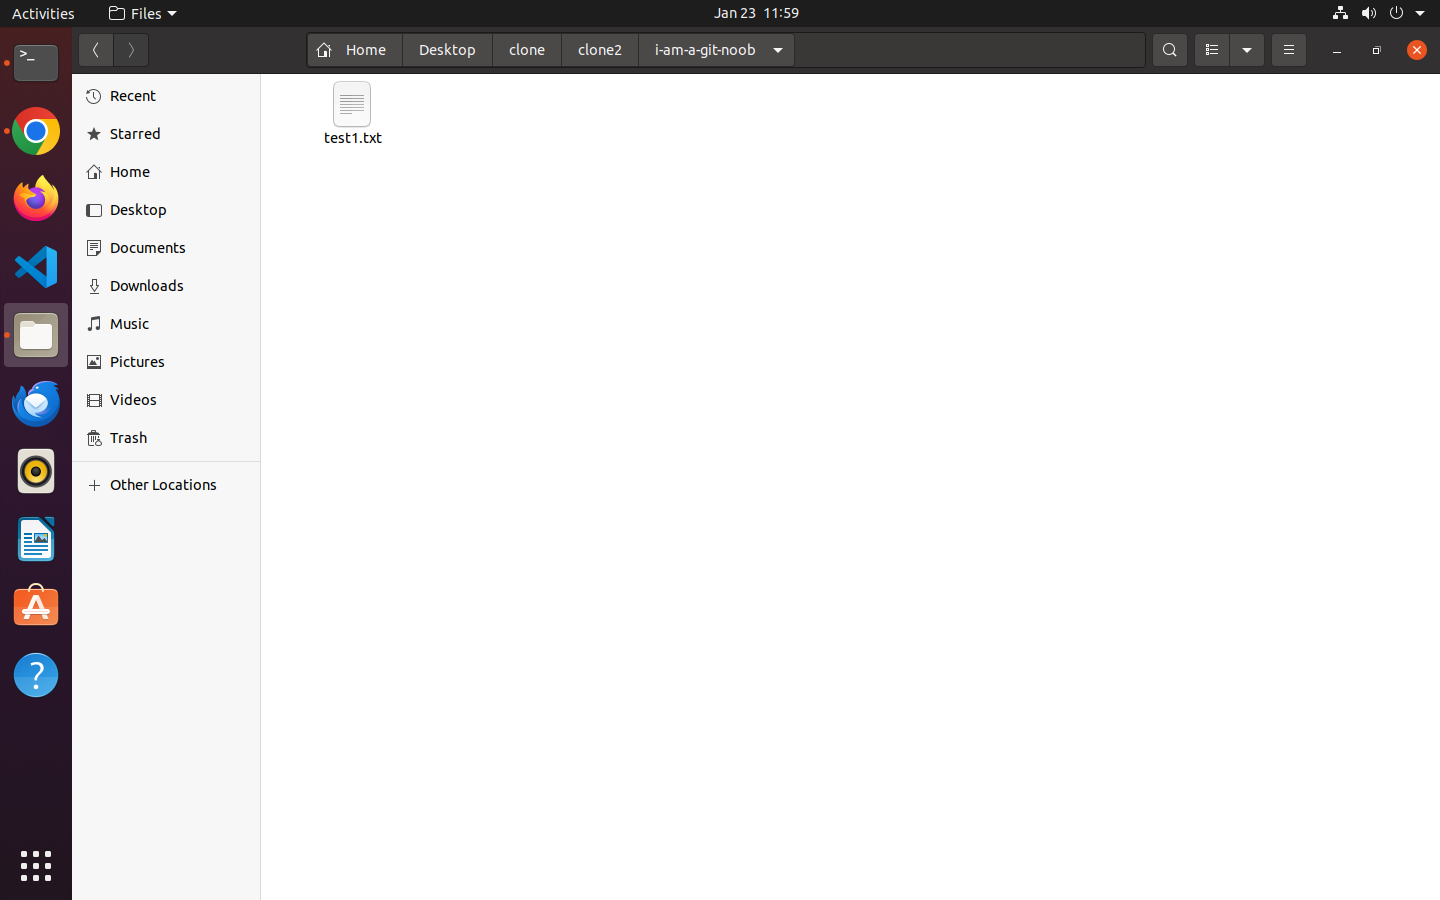 Activities
Files
Jan 23 11:59
Home
Desktop
clone
clone2
i-am-a-git-noob
Recent
Starred
Home
Desktop
Documents
Downloads
Music
Pictures
Videos
Trash
Other Locations
test1.txt